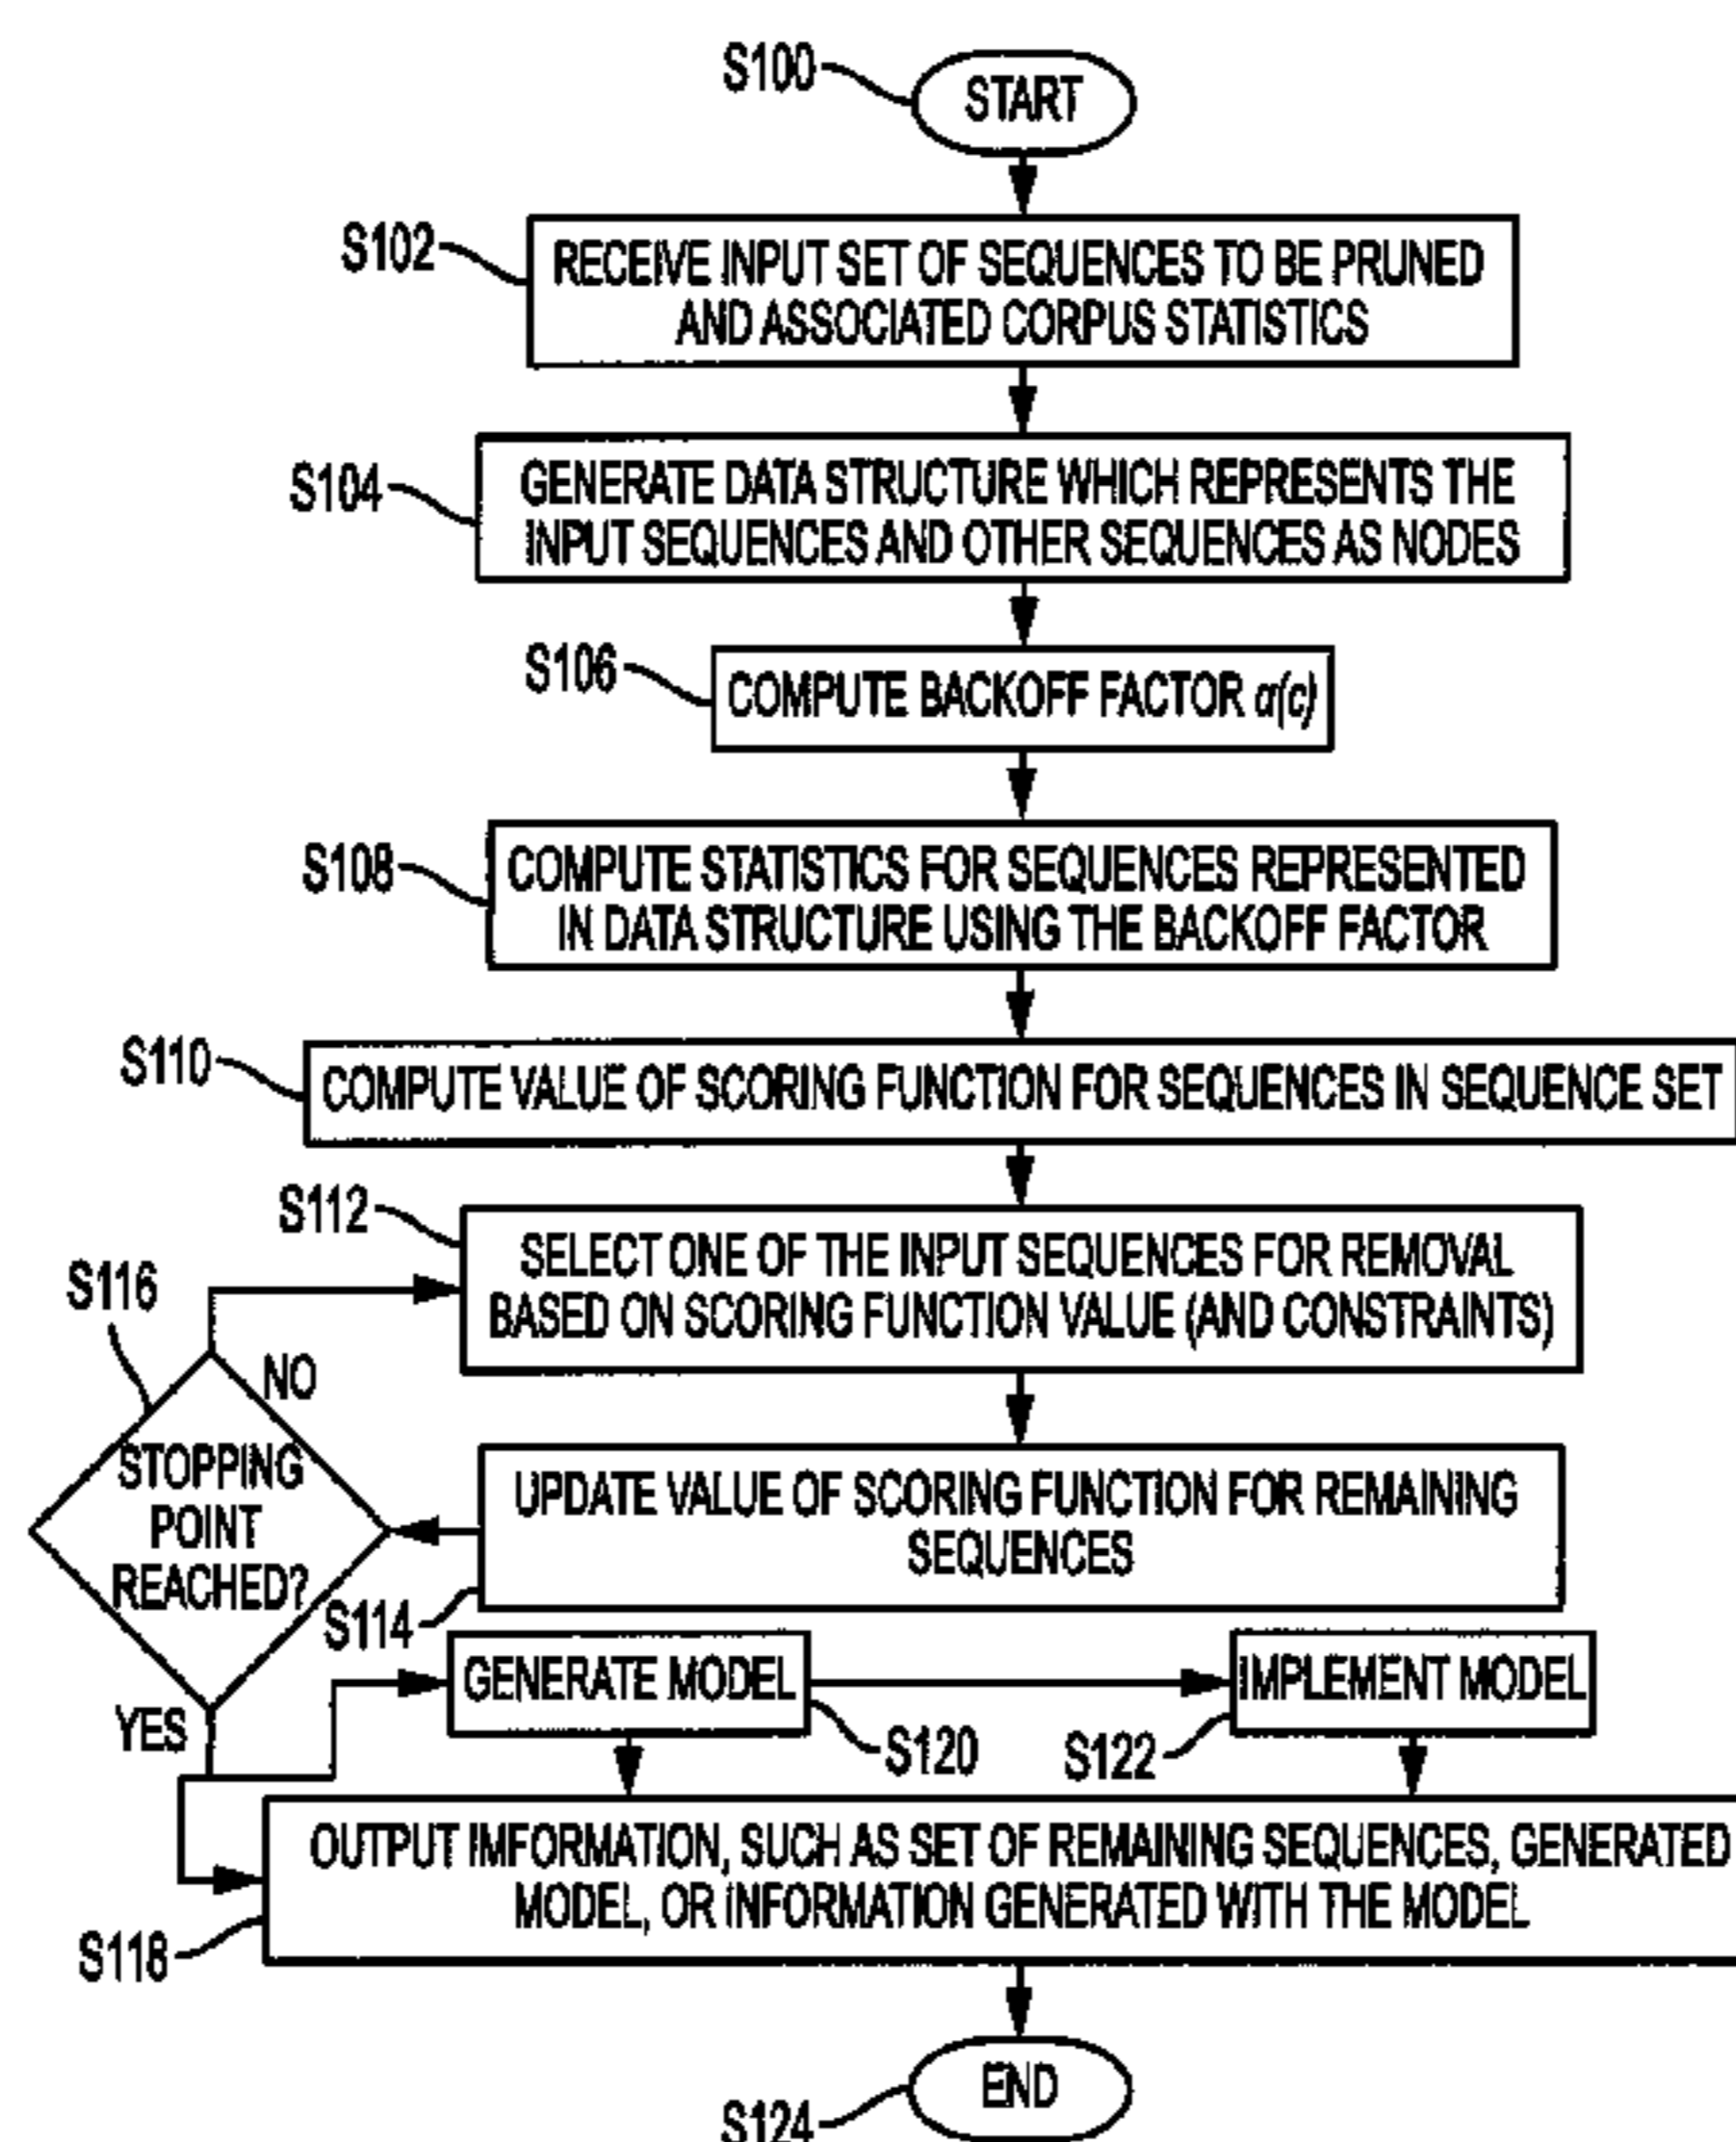 S100
START
S102
RECEIVE INPUT SET OF SEQUENCES TO BE PRUNED
AND ASSOCIATED CORPUS STATISTICS
S104
GENERATE DATA STRUCTURE WHICH REPRESENTS THE
INPUT SEQUENCES AND OTHER SEQUENCES AS NODES
S106
COMPUTE BACKOFF FACTOR α(c)
S108
COMPUTE STATISTICS FOR SEQUENCES REPRESENTED
IN DATA STRUCTURE USING THE BACKOFF FACTOR
S110
COMPUTE VALUE OF SCORING FUNCTION FOR SEQUENCES IN SEQUENCE SET
S112
SELECT ONE OF THE INPUT SEQUENCES FOR REMOVAL
BASED ON SCORING FUNCTION VALUE (AND CONSTRAINTS)
S116
NO
STOPPING
POINT
REACHED?
YES
UPDATE VALUE OF SCORING FUNCTION FOR REMAINING
SEQUENCES
S114
GENERATE MODEL
S120
IMPLEMENT MODEL
S122
OUTPUT IMFORMATION, SUCH AS SET OF REMAINING SEQUENCES, GENERATED
MODEL, OR INFORMATION GENERATED WITH THE MODEL
S118
END
S124